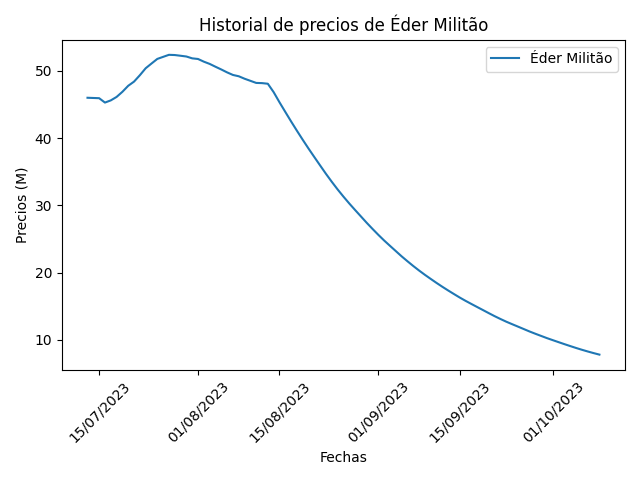 Historial de precios de Éder Militão
Éder Militão
Precios (M)
50
40
30
20
10
15/07/2023
01/08/2023
15/08/2023
01/09/2023
15/09/2023
01/10/2023
Fechas